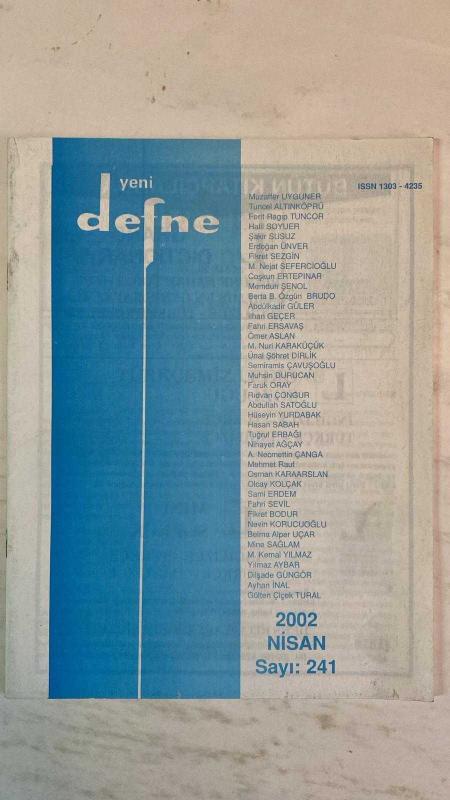 yeni
defne
ISSN 1303 - 4235
Muzaffer UYGUNER
Tuncel ALTINKÖPRÜ
Ferit Ragıp TUNCOR
Halil SOYUER
Şakir SUSUZ
Erdoğan ÜNVER
Fikret SEZGİN
M. Nejat SEFERCİOĞLU
Coşkun ERTEPINAR
Memduh ŞENOL
Berta B. Özgün BRUDO
Abdülkadir GÜLER
İlhan GEÇER
Fahri ERSAVAŞ
Ömer ASLAN
M. Nuri KARAKÜÇÜK
Ünal Şöhret DİRLİK
Semiramis ÇAVUŞOĞLU
Muhsin DURUCAN
Faruk ORAY
Rıdvan ÇONGUR
Abdullah SATOĞLU
Hüseyin YURDABAK
Hasan SABAH
Tuğrul ERBAĞI
Nihayet AĞÇAY
A. Necmettin ÇANGA
Mehmet Rauf
Osman KARAARSLAN
Olcay KOLÇAK
Sami ERDEM
Fahri SEVİL
Fikret BODUR
Nevin KORUCUOĞLU
Belma Alper UÇAR
Mine SAĞLAM
M. Kemal YILMAZ
Yılmaz AYBAR
Dilşade GÜNGÖR
Ayhan İNAL
Gülten Çiçek TURAL
2002
NİSAN
Sayı: 241